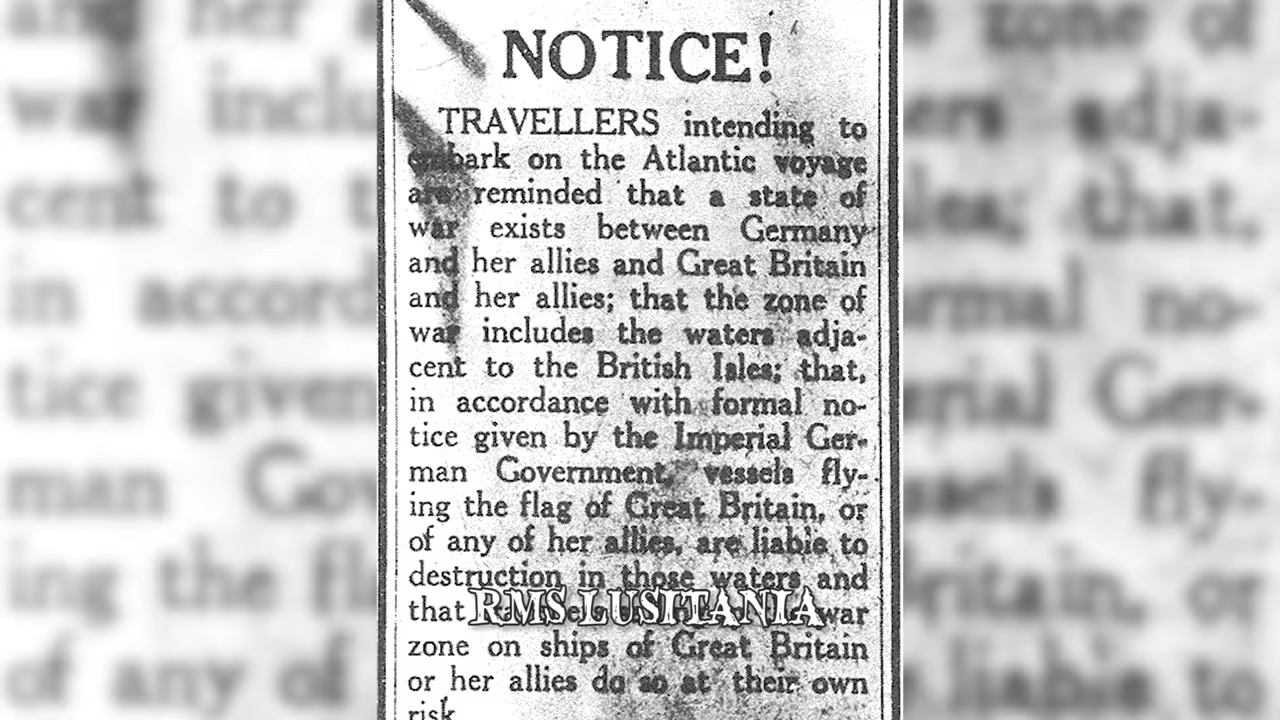 NOTICE!
TRAVELLERS intending to
embark on the Atlantic voyage
are reminded that a state of
war exists between Germany
and her allies and Great Britain
and her allies; that the zone of
war includes the waters adja-
cent to the British Isles; that,
in accordance with formal no-
tice given by the Imperial Ger-
man Government, vessels fly-
ing the flag of Great Britain, or
of any of her allies, are liable to
destruction in those waters and
that war
RMS LUSITANIA
zone on ships of Great Britain
or her allies do so at their own
risk